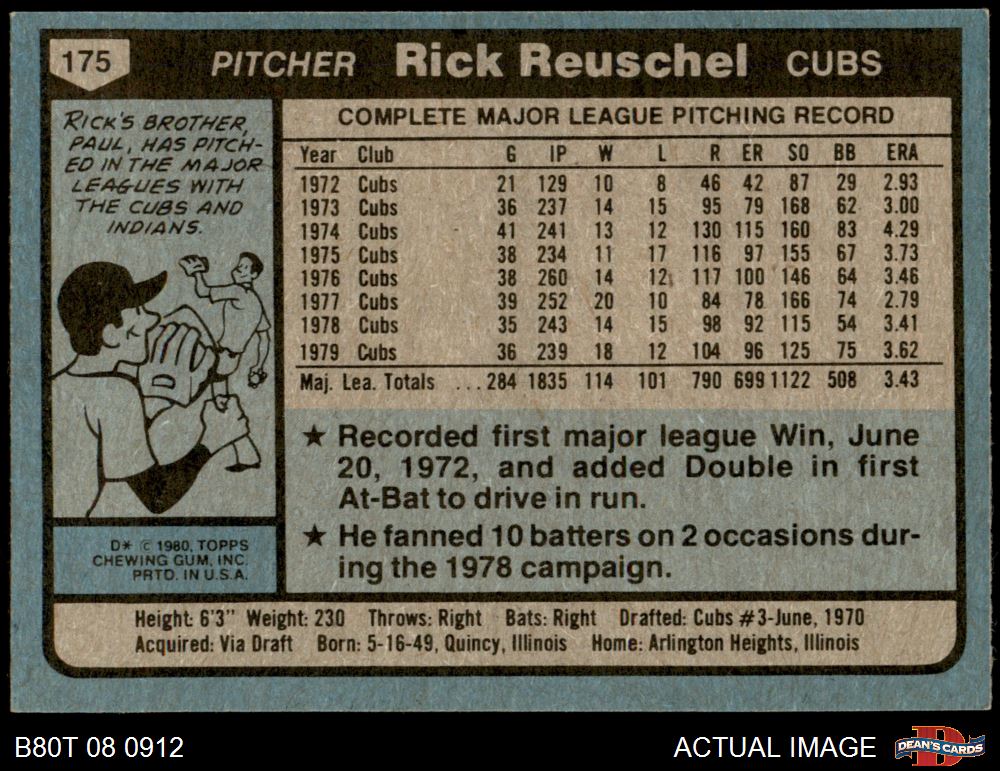 175 PITCHER Rick Reuschel CUBS
RICK'S BROTHER,
PAUL, HAS PITCH-
ED IN THE MAJOR
LEAGUES WITH
THE CUBS AND
INDIANS.
COMPLETE MAJOR LEAGUE PITCHING RECORD
Year Club G IP W L R ER SO BB ERA
1972 Cubs 21 129 10 8 46 42 87 29 2.93
1973 Cubs 36 237 14 15 95 79 168 62 3.00
1974 Cubs 41 241 13 12 130 115 160 83 4.29
1975 Cubs 38 234 11 17 116 97 155 67 3.73
1976 Cubs 38 260 14 12 117 100 146 64 3.46
1977 Cubs 39 252 20 10 84 78 166 74 2.79
1978 Cubs 35 243 14 15 98 92 115 54 3.41
1979 Cubs 36 239 18 12 104 96 125 75 3.62
Maj. Lea. Totals ...284 1835 114 101 790 699 1122 508 3.43
★ Recorded first major league Win, June
20, 1972, and added Double in first
At-Bat to drive in run.
★ He fanned 10 batters on 2 occasions dur-
ing the 1978 campaign.
D* © 1980, TOPPS
CHEWING GUM, INC.
PRTD. IN U.S.A.
Height: 6'3" Weight: 230 Throws: Right Bats: Right Drafted: Cubs #3-June, 1970
Acquired: Via Draft Born: 5-16-49, Quincy, Illinois Home: Arlington Heights, Illinois
B80T 08 0912
ACTUAL IMAGE
D
DEAN'S CARDS